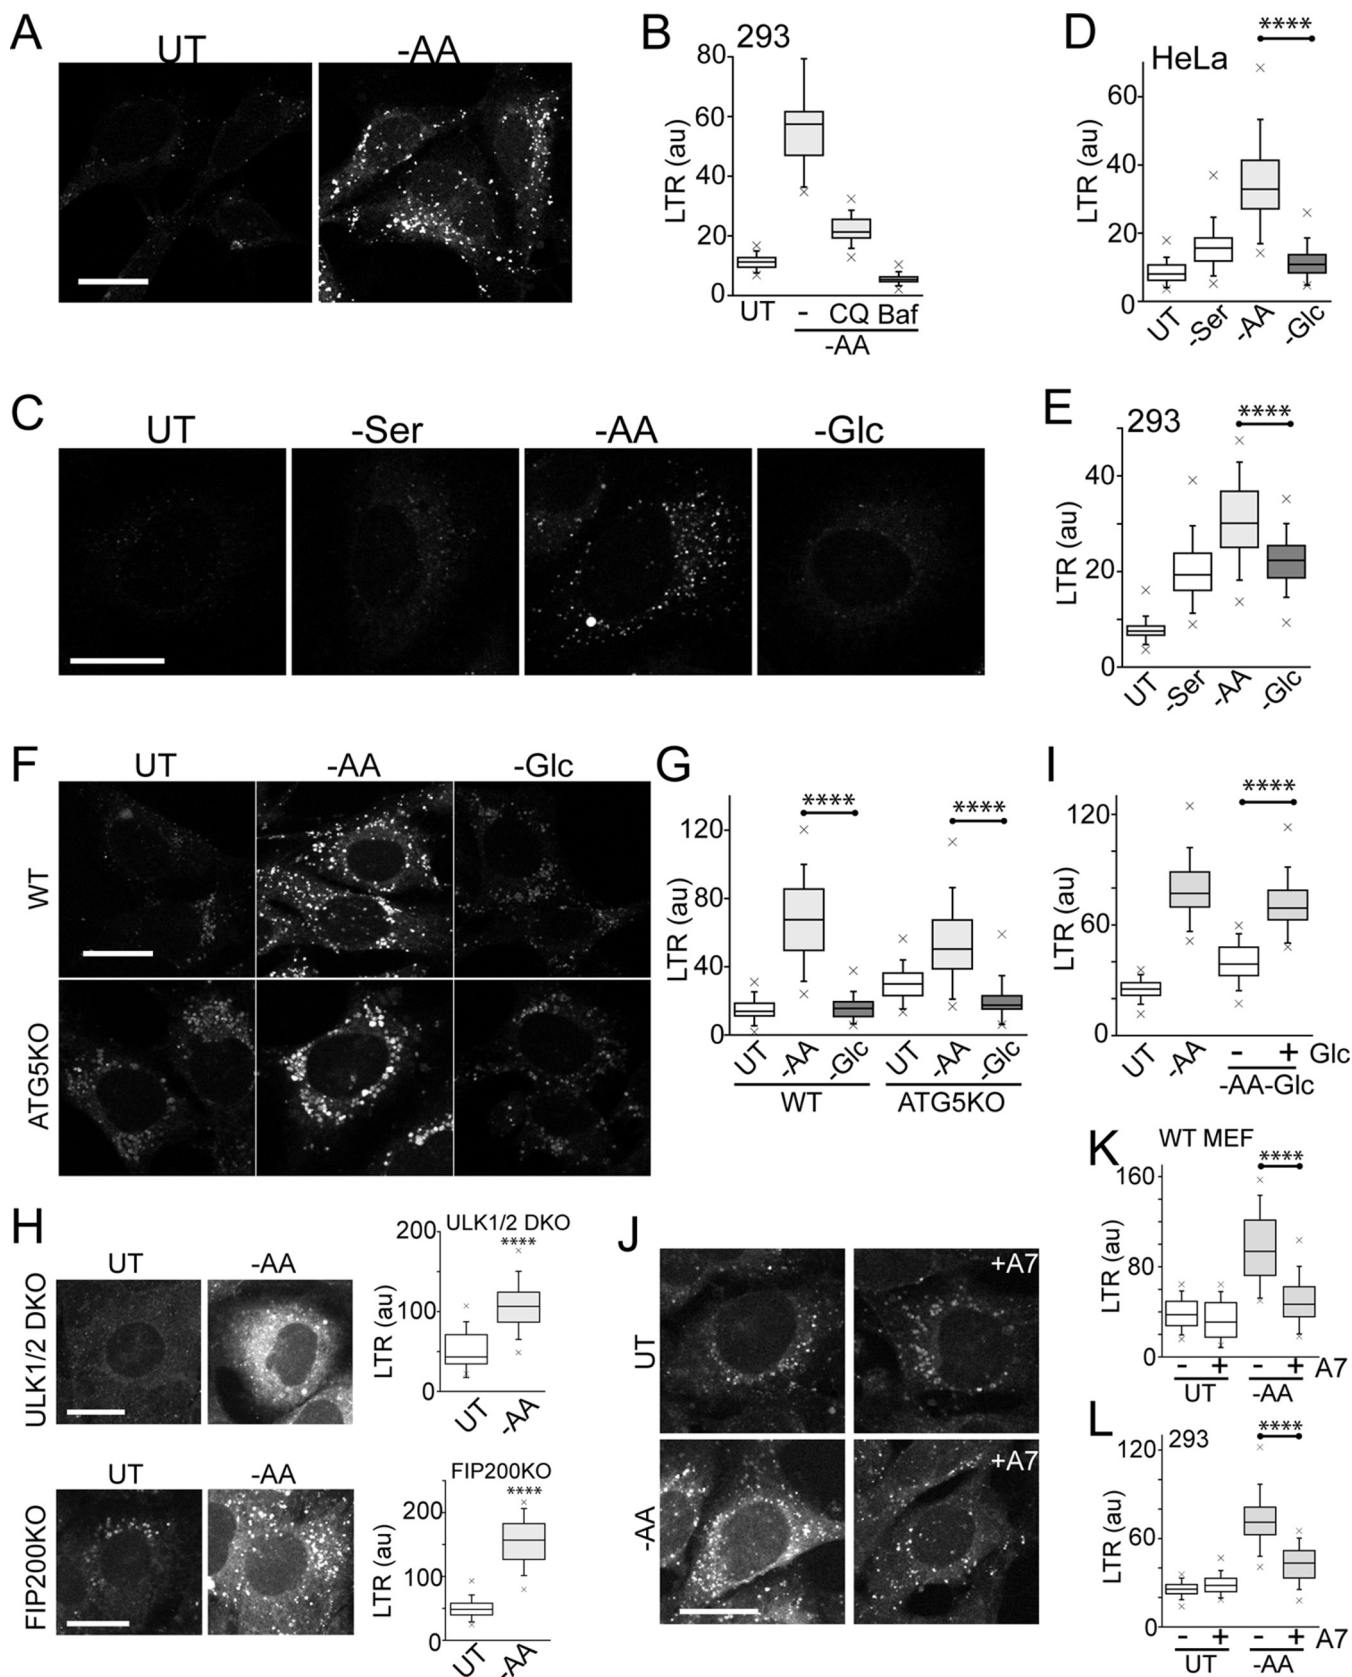 A
UT
-AA
B
293
LTR (au)
80
60
40
20
0
UT
-
CQ
Baf
-AA
D
HeLa
****
LTR (au)
60
40
20
0
UT
-Ser
-AA
-Glc
C
UT
-Ser
-AA
-Glc
E
293
****
LTR (au)
40
20
0
UT
-Ser
-AA
-Glc
F
UT
-AA
-Glc
WT
ATG5KO
G
****
****
LTR (au)
120
80
40
0
UT
-AA
-Glc
UT
-AA
-Glc
WT
ATG5KO
I
****
LTR (au)
120
60
0
UT
-AA
-
+
Glc
-AA-Glc
H
UT
-AA
ULK1/2 DKO
ULK1/2 DKO
****
LTR (au)
200
100
0
UT
-AA
UT
-AA
FIP200KO
FIP200KO
****
LTR (au)
200
100
0
UT
-AA
J
+A7
UT
+A7
-AA
K
WT MEF
****
LTR (au)
160
80
0
-
+
-
+
A7
UT
-AA
L
293
****
LTR (au)
120
60
0
-
+
-
+
A7
UT
-AA